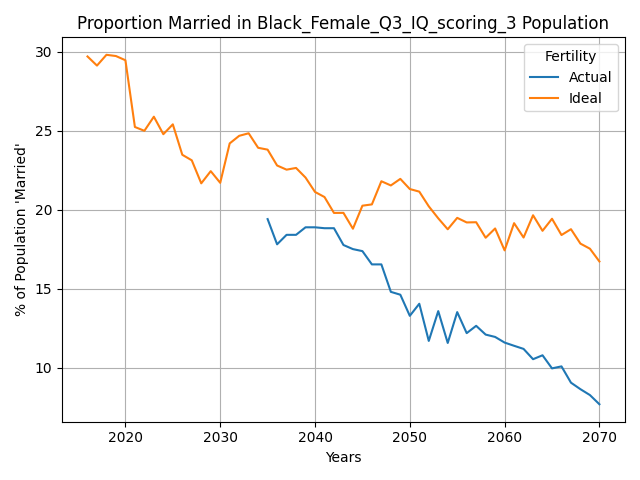 Proportion Married in Black_Female_Q3_IQ_scoring_3 Population
% of Population 'Married'
30
25
20
15
10
Fertility
Actual
Ideal
2020 2030 2040 2050 2060 2070
Years